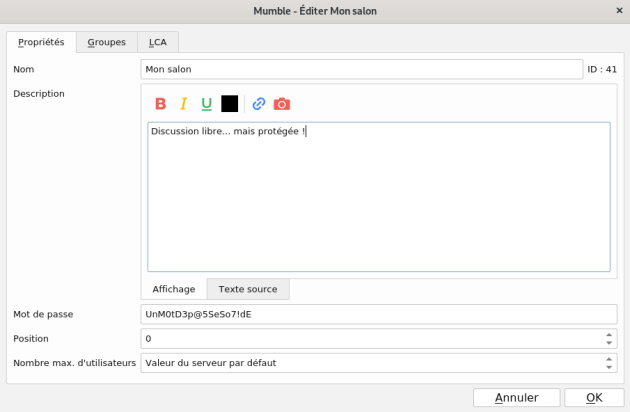 Mumble - Éditer Mon salon
×
Propriétés
Groupes
LCA
Nom
Mon salon
ID : 41
Description
B I U
Discussion libre... mais protégée !
Affichage
Texte source
Mot de passe
UnM0tD3p@5SeSo7!dE
Position
0
Nombre max. d'utilisateurs
Valeur du serveur par défaut
Annuler
OK